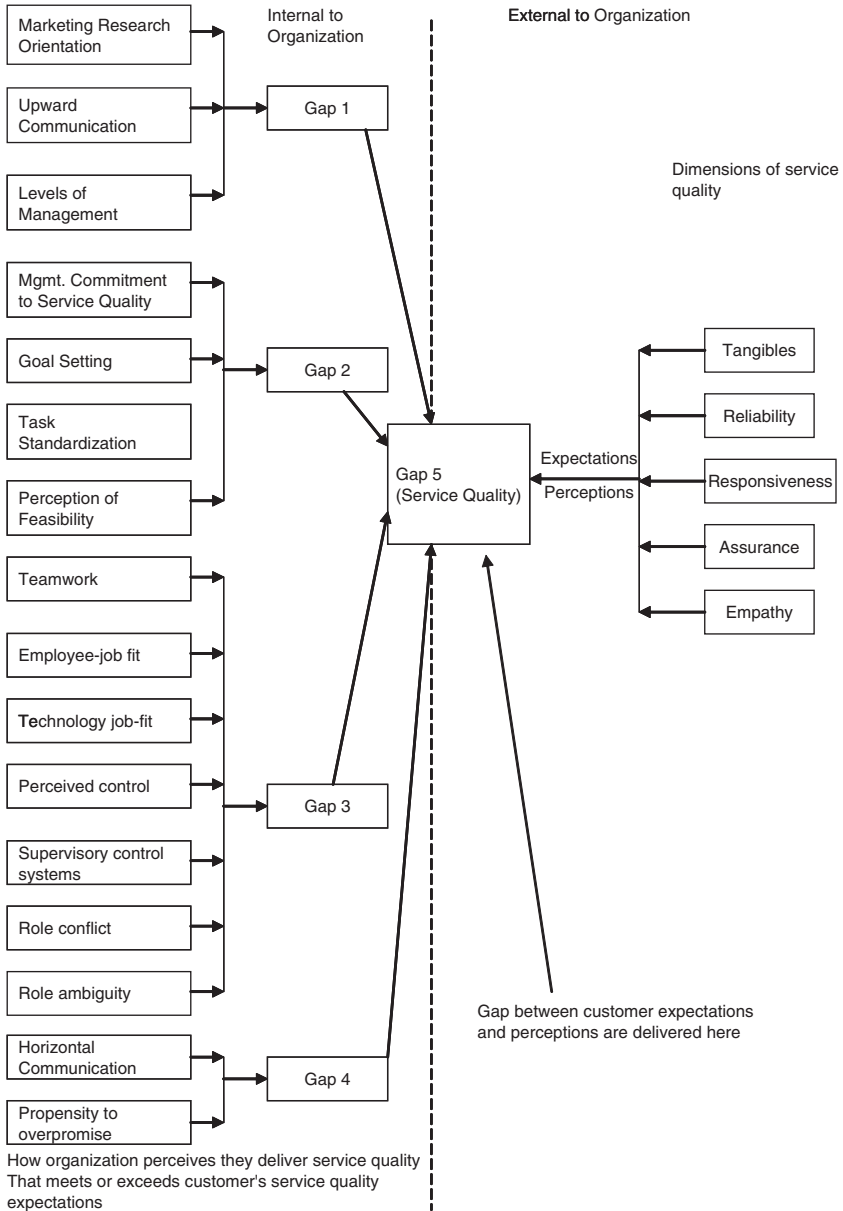 Marketing Research
Orientation
Upward
Communication
Levels of
Management
Mgmt. Commitment
to Service Quality
Goal Setting
Task
Standardization
Perception of
Feasibility
Teamwork
Employee-job fit
Technology job-fit
Perceived control
Supervisory control
systems
Role conflict
Role ambiguity
Horizontal
Communication
Propensity to
overpromise
How organization perceives they deliver service quality
That meets or exceeds customer's service quality
expectations
Internal to
Organization
Gap 1
Gap 2
Gap 3
Gap 4
Gap 5
(Service Quality)
External to Organization
Expectations
Perceptions
Dimensions of service
quality
Tangibles
Reliability
Responsiveness
Assurance
Empathy
Gap between customer expectations
and perceptions are delivered here